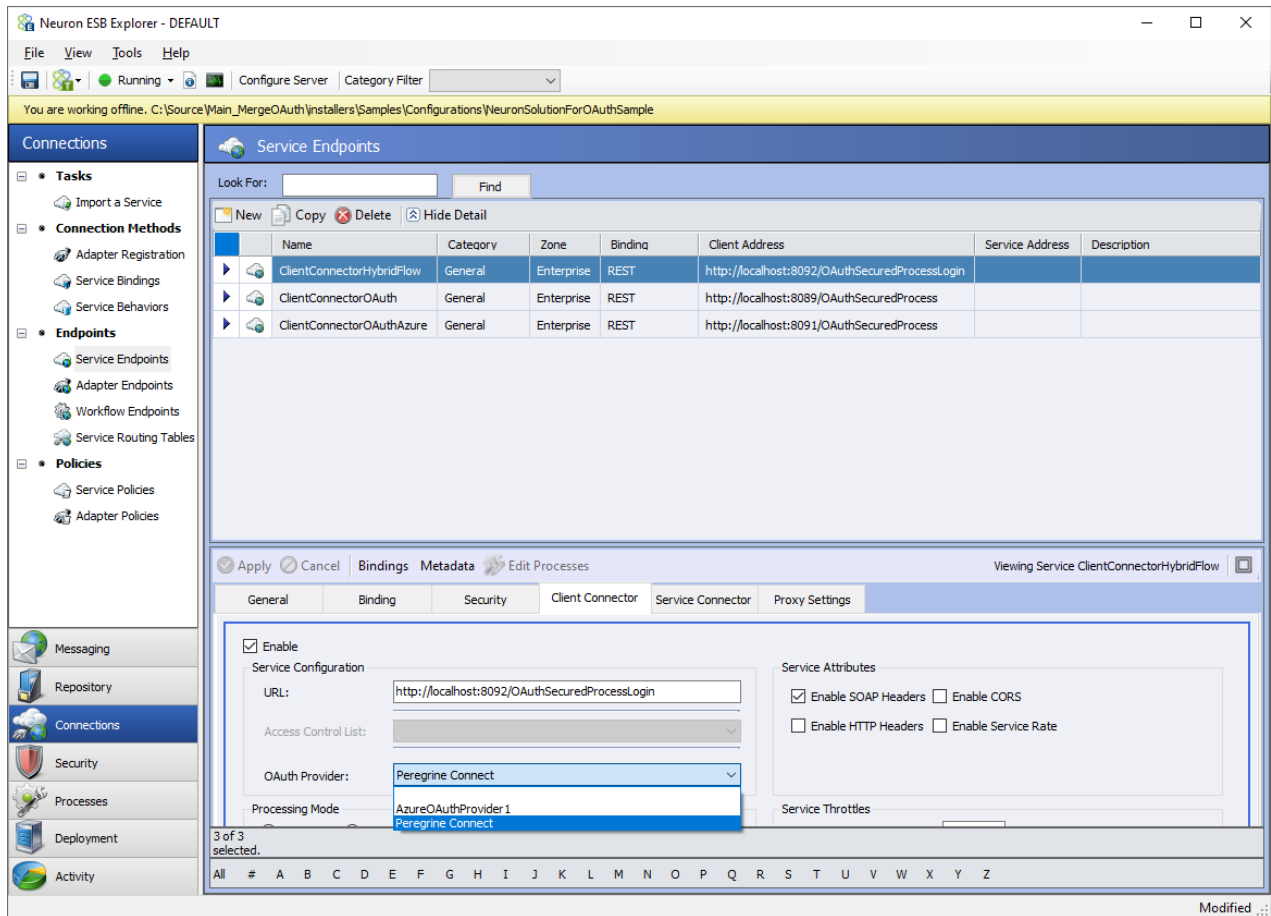 Neuron ESB Explorer - DEFAULT
File View Tools Help
Running Configure Server Category Filter
You are working offline. C:\Source\Main_MergeOAuth\installers\Samples\Configurations\NeuronSolutionForOAuthSample
Connections
Tasks
Import a Service
Connection Methods
Adapter Registration
Service Bindings
Service Behaviors
Endpoints
Service Endpoints
Adapter Endpoints
Workflow Endpoints
Service Routing Tables
Policies
Service Policies
Adapter Policies
Messaging
Repository
Connections
Security
Processes
Deployment
Activity
Service Endpoints
Look For: Find
New Copy Delete Hide Detail
Name Category Zone Binding Client Address Service Address Description
ClientConnectorHybridFlow General Enterprise REST http://localhost:8092/OAuthSecuredProcessLogin
ClientConnectorOAuth General Enterprise REST http://localhost:8089/OAuthSecuredProcess
ClientConnectorOAuthAzure General Enterprise REST http://localhost:8091/OAuthSecuredProcess
Apply Cancel Bindings Metadata Edit Processes Viewing Service ClientConnectorHybridFlow
General Binding Security Client Connector Service Connector Proxy Settings
Enable
Service Configuration
URL: http://localhost:8092/OAuthSecuredProcessLogin
Access Control List:
OAuth Provider: Peregrine Connect
AzureOAuthProvider1
Peregrine Connect
Processing Mode
Service Attributes
Enable SOAP Headers Enable CORS
Enable HTTP Headers Enable Service Rate
Service Throttles
3 of 3
selected.
All # A B C D E F G H I J K L M N O P Q R S T U V W X Y Z
Modified